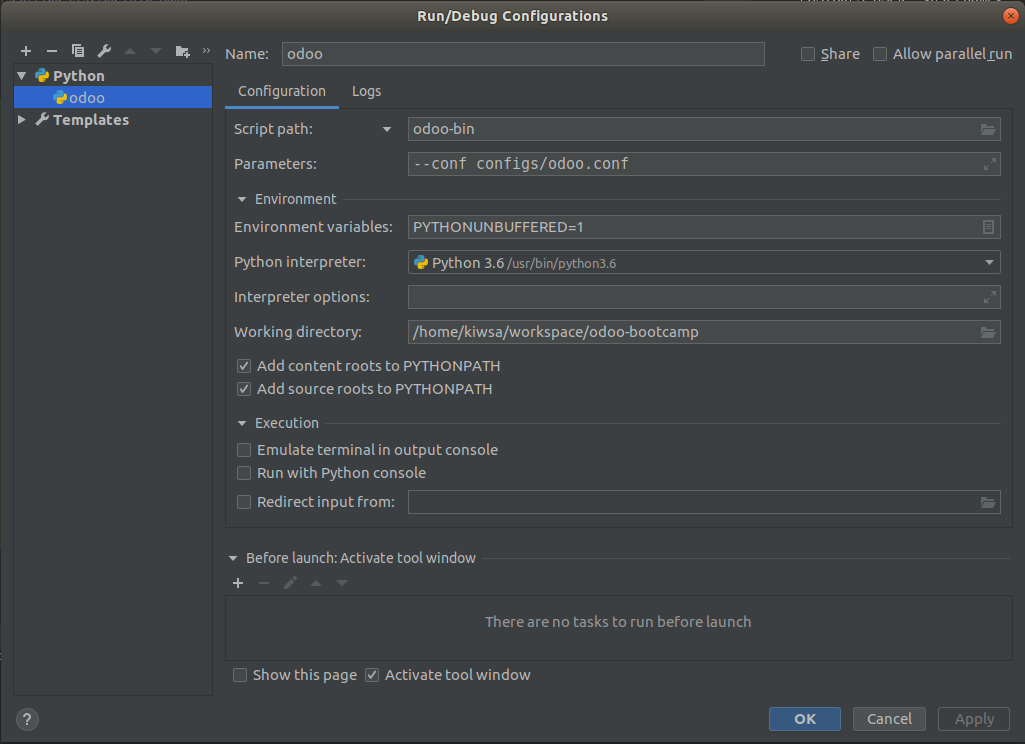 Run/Debug Configurations
Name: odoo
Share
Allow parallel run
Python
odoo
Templates
Configuration
Logs
Script path: odoo-bin
Parameters: --conf configs/odoo.conf
Environment
Environment variables: PYTHONUNBUFFERED=1
Python interpreter: Python 3.6 /usr/bin/python3.6
Interpreter options:
Working directory: /home/kiwsa/workspace/odoo-bootcamp
Add content roots to PYTHONPATH
Add source roots to PYTHONPATH
Execution
Emulate terminal in output console
Run with Python console
Redirect input from:
Before launch: Activate tool window
There are no tasks to run before launch
Show this page
Activate tool window
?
OK
Cancel
Apply